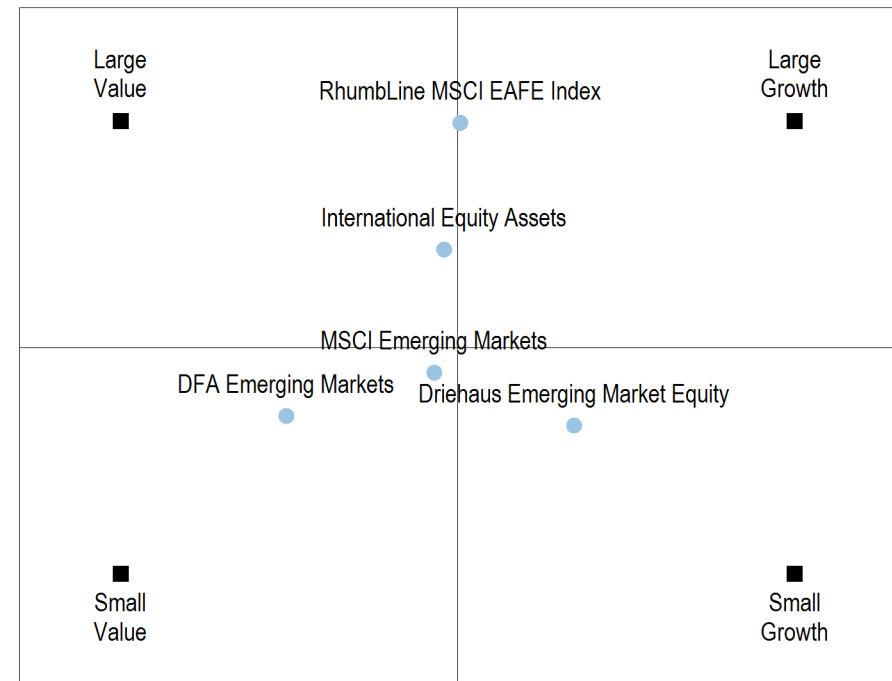 Large
Value
Large
Growth
RhumbLine MSCI EAFE Index
International Equity Assets
MSCI Emerging Markets
DFA Emerging Markets
Driehaus Emerging Market Equity
Small
Value
Small
Growth